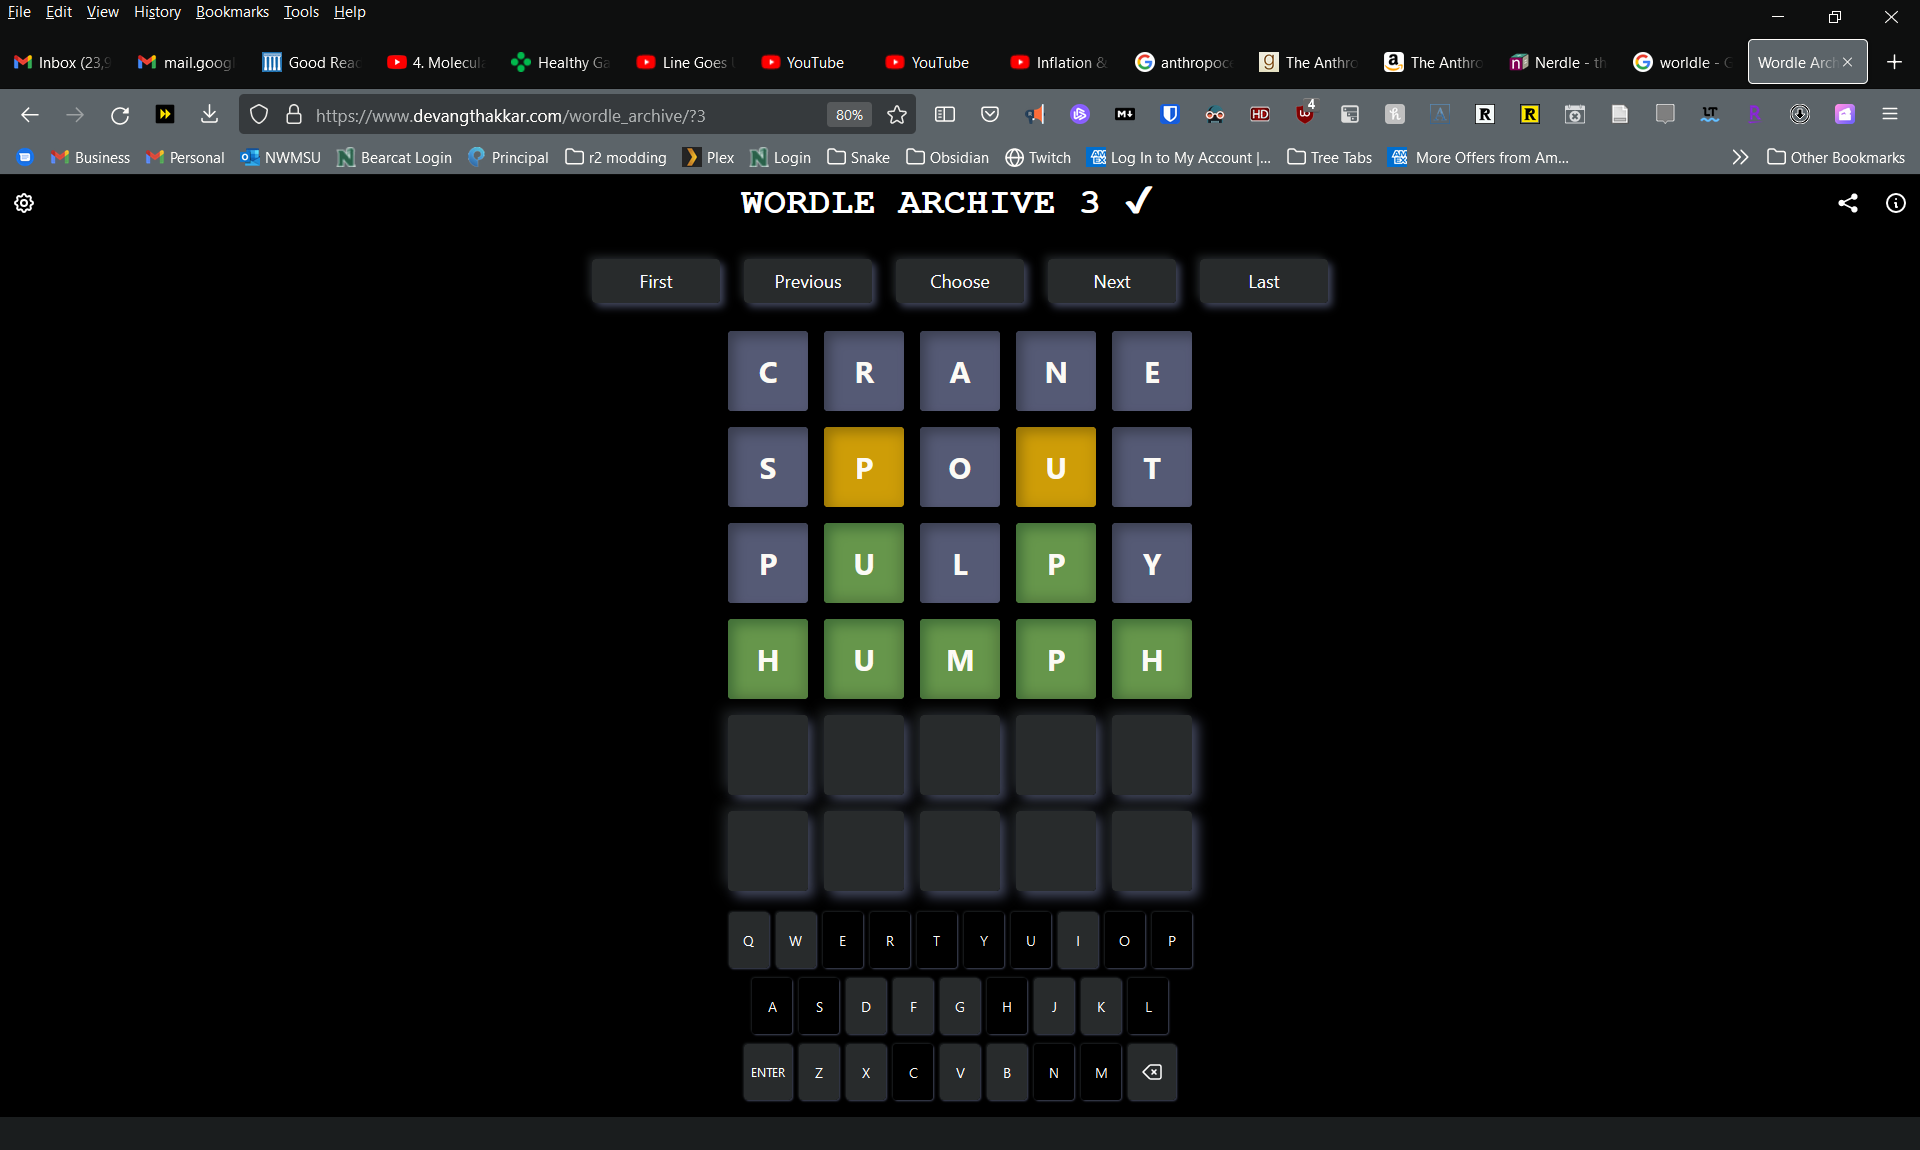 File Edit View History Bookmarks Tools Help
Inbox (23,9 mail.googl Good Rea 4. Molecul Healthy Ga Line Goes YouTube YouTube Inflation & anthropoc The Anthro The Anthro Nerdle - th worldle - G Wordle Arch
https://www.devangthakkar.com/wordle_archive/?3 80% 4
Business Personal NWMSU Bearcat Login Principal r2 modding Plex Login Snake Obsidian Twitch Log In to My Account |... Tree Tabs More Offers from Am... Other Bookmarks
WORDLE ARCHIVE 3 ✓
First Previous Choose Next Last
C R A N E
S P O U T
P U L P Y
H U M P H
Q W E R T Y U I O P
A S D F G H J K L
ENTER Z X C V B N M